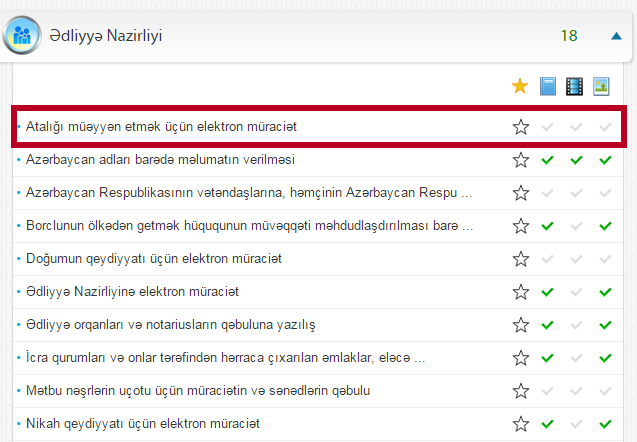 Ədliyyə Nazirliyi 18
Atalığı müəyyən etmək üçün elektron müraciət
Azərbaycan adları barədə məlumatın verilməsi
Azərbaycan Respublikasının vətəndaşlarına, həmçinin Azərbaycan Respu ...
Borclunun ölkədən getmək hüququnun müvəqqəti məhdudlaşdırılması barə ...
Doğumun qeydiyyatı üçün elektron müraciət
Ədliyyə Nazirliyinə elektron müraciət
Ədliyyə orqanları və notariusların qəbuluna yazılış
İcra qurumları və onlar tərəfindən hərraca çıxarılan əmlaklar, eləcə ...
Mətbu nəşrlərin uçotu üçün müraciətin və sənədlərin qəbulu
Nikah qeydiyyatı üçün elektron müraciət